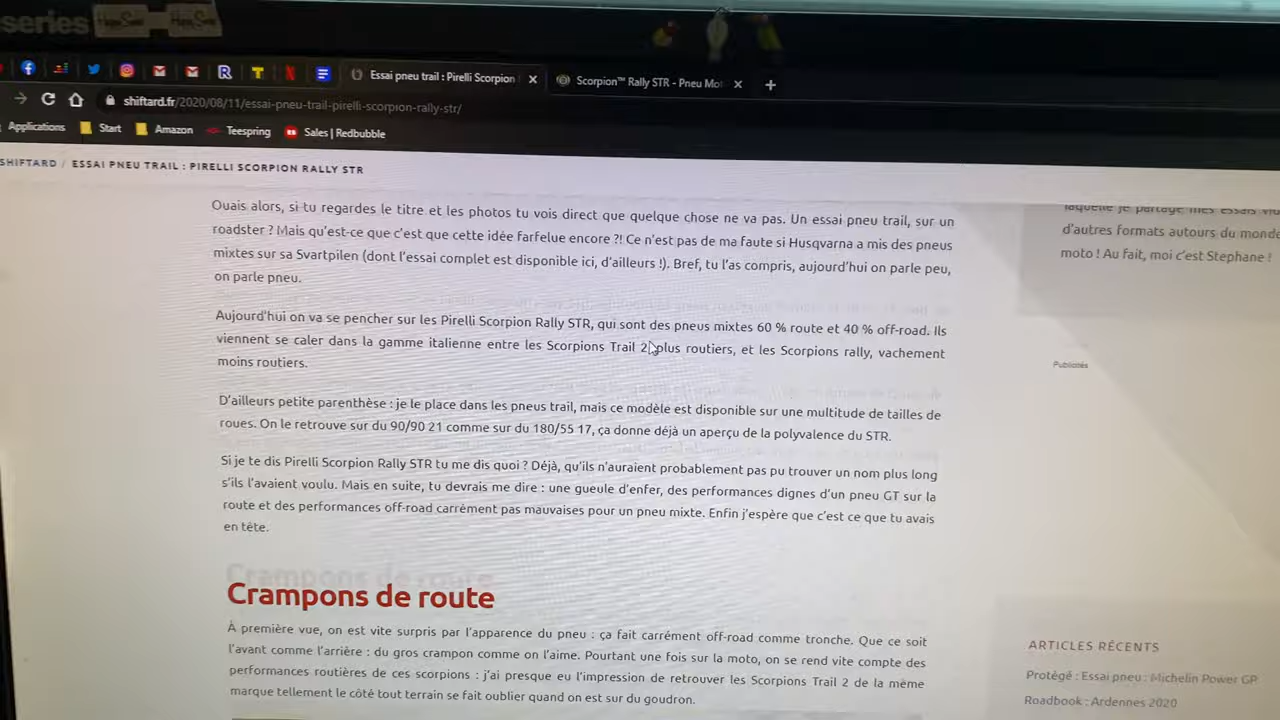 series
Essai pneu trail : Pirelli Scorpion
Scorpion™ Rally STR - Pneu Mo
shiftard.fr/2020/08/11/essai-pneu-trail-pirelli-scorpion-rally-str/
Applications Start Amazon Teespring Sales | Redbubble
SHIFTARD / ESSAI PNEU TRAIL : PIRELLI SCORPION RALLY STR
Ouais alors, si tu regardes le titre et les photos tu vois direct que quelque chose ne va pas. Un essai pneu trail, sur un
roadster ? Mais qu'est-ce que c'est que cette idée farfelue encore ?! Ce n'est pas de ma faute si Husqvarna a mis des pneus
mixtes sur sa Svartpilen (dont l'essai complet est disponible ici, d'ailleurs !). Bref, tu l'as compris, aujourd'hui on parle peu,
on parle pneu.
Aujourd'hui on va se pencher sur les Pirelli Scorpion Rally STR, qui sont des pneus mixtes 60 % route et 40 % off-road. Ils
viennent se caler dans la gamme italienne entre les Scorpions Trail 2 plus routiers, et les Scorpions rally, vachement
moins routiers.
D'ailleurs petite parenthèse : je le place dans les pneus trail, mais ce modèle est disponible sur une multitude de tailles de
roues. On le retrouve sur du 90/90 21 comme sur du 180/55 17, ça donne déjà un aperçu de la polyvalence du STR.
Si je te dis Pirelli Scorpion Rally STR tu me dis quoi ? Déjà, qu'ils n'auraient probablement pas pu trouver un nom plus long
s'ils l'avaient voulu. Mais en suite, tu devrais me dire : une gueule d'enfer, des performances dignes d'un pneu GT sur la
route et des performances off-road carrément pas mauvaises pour un pneu mixte. Enfin j'espère que c'est ce que tu avais
en tête.
Crampons de route
À première vue, on est vite surpris par l'apparence du pneu : ça fait carrément off-road comme tronche. Que ce soit
l'avant comme l'arrière : du gros crampon comme on l'aime. Pourtant une fois sur la moto, on se rend vite compte des
performances routières de ces scorpions : j'ai presque eu l'impression de retrouver les Scorpions Trail 2 de la même
marque tellement le côté tout terrain se fait oublier quand on est sur du goudron.
laquelle je partage mes essais
d'autres formats autours du monde
moto ! Au fait, moi c'est Stephane !
Publicités
ARTICLES RÉCENTS
Protégé : Essai pneu : Michelin Power GP
Roadbook : Ardennes 2020